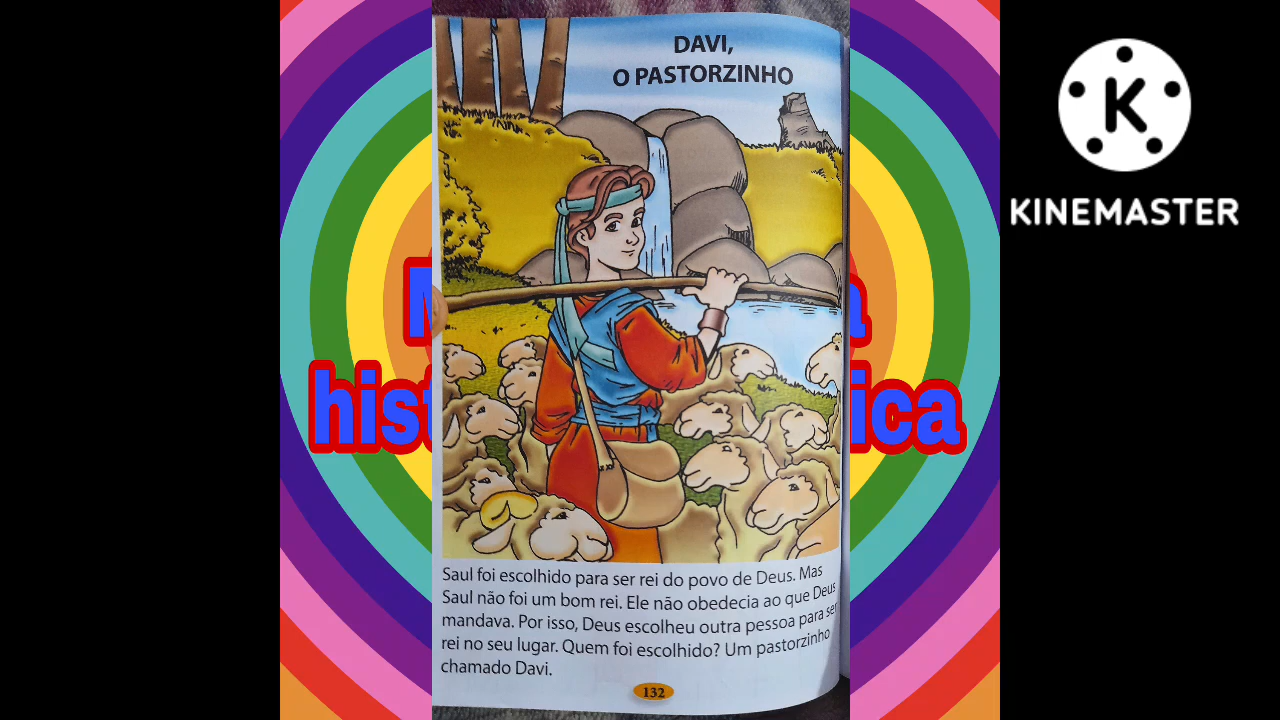 DAVI,
O PASTORZINHO
KINEMASTER
Saul foi escolhido para ser rei do povo de Deus. Mas
Saul não foi um bom rei. Ele não obedecia ao que Deus
mandava. Por isso, Deus escolheu outra pessoa para ser
rei no seu lugar. Quem foi escolhido? Um pastorzinho
chamado Davi.
132